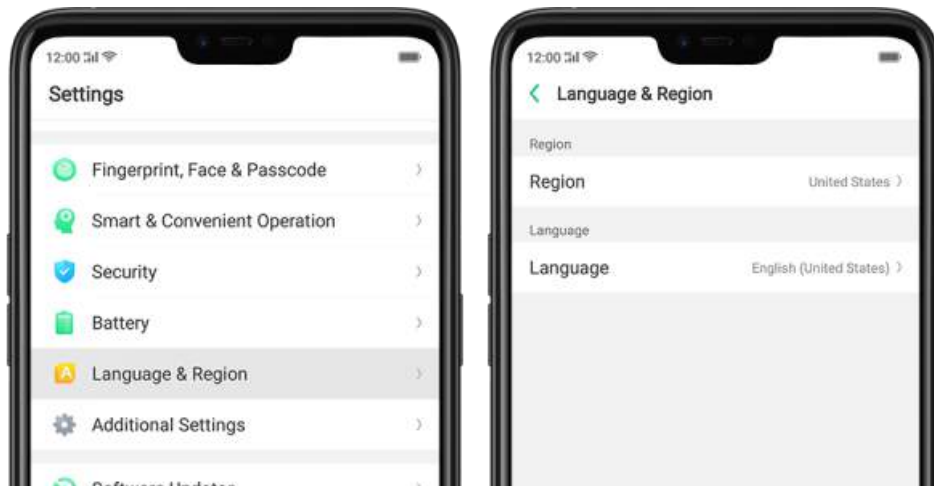 12:00
Settings
Fingerprint, Face & Passcode
Smart & Convenient Operation
Security
Battery
A Language & Region
Additional Settings
12:00
Language & Region
Region
Region United States
Language
Language English (United States)